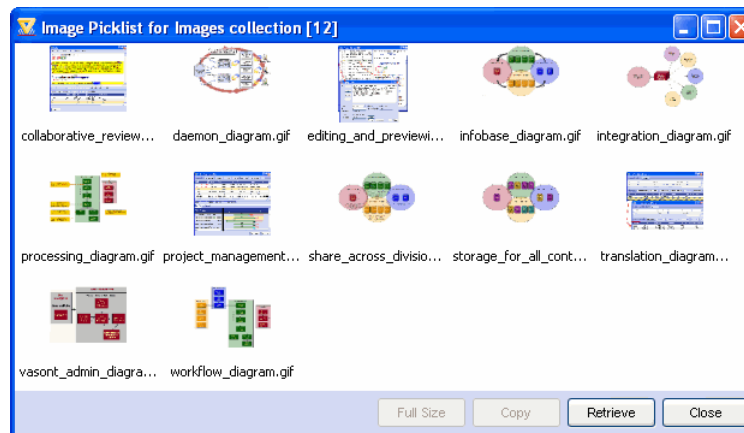 Image Picklist for Images collection [12]
collaborative_review... daemon_diagram.gif editing_and_previewi... infobase_diagram.gif integration_diagram.gif
processing_diagram.gif project_management... share_across_divisio... storage_for_all_cont... translation_diagram...
vasont_admin_diagra... workflow_diagram.gif
Full Size Copy Retrieve Close